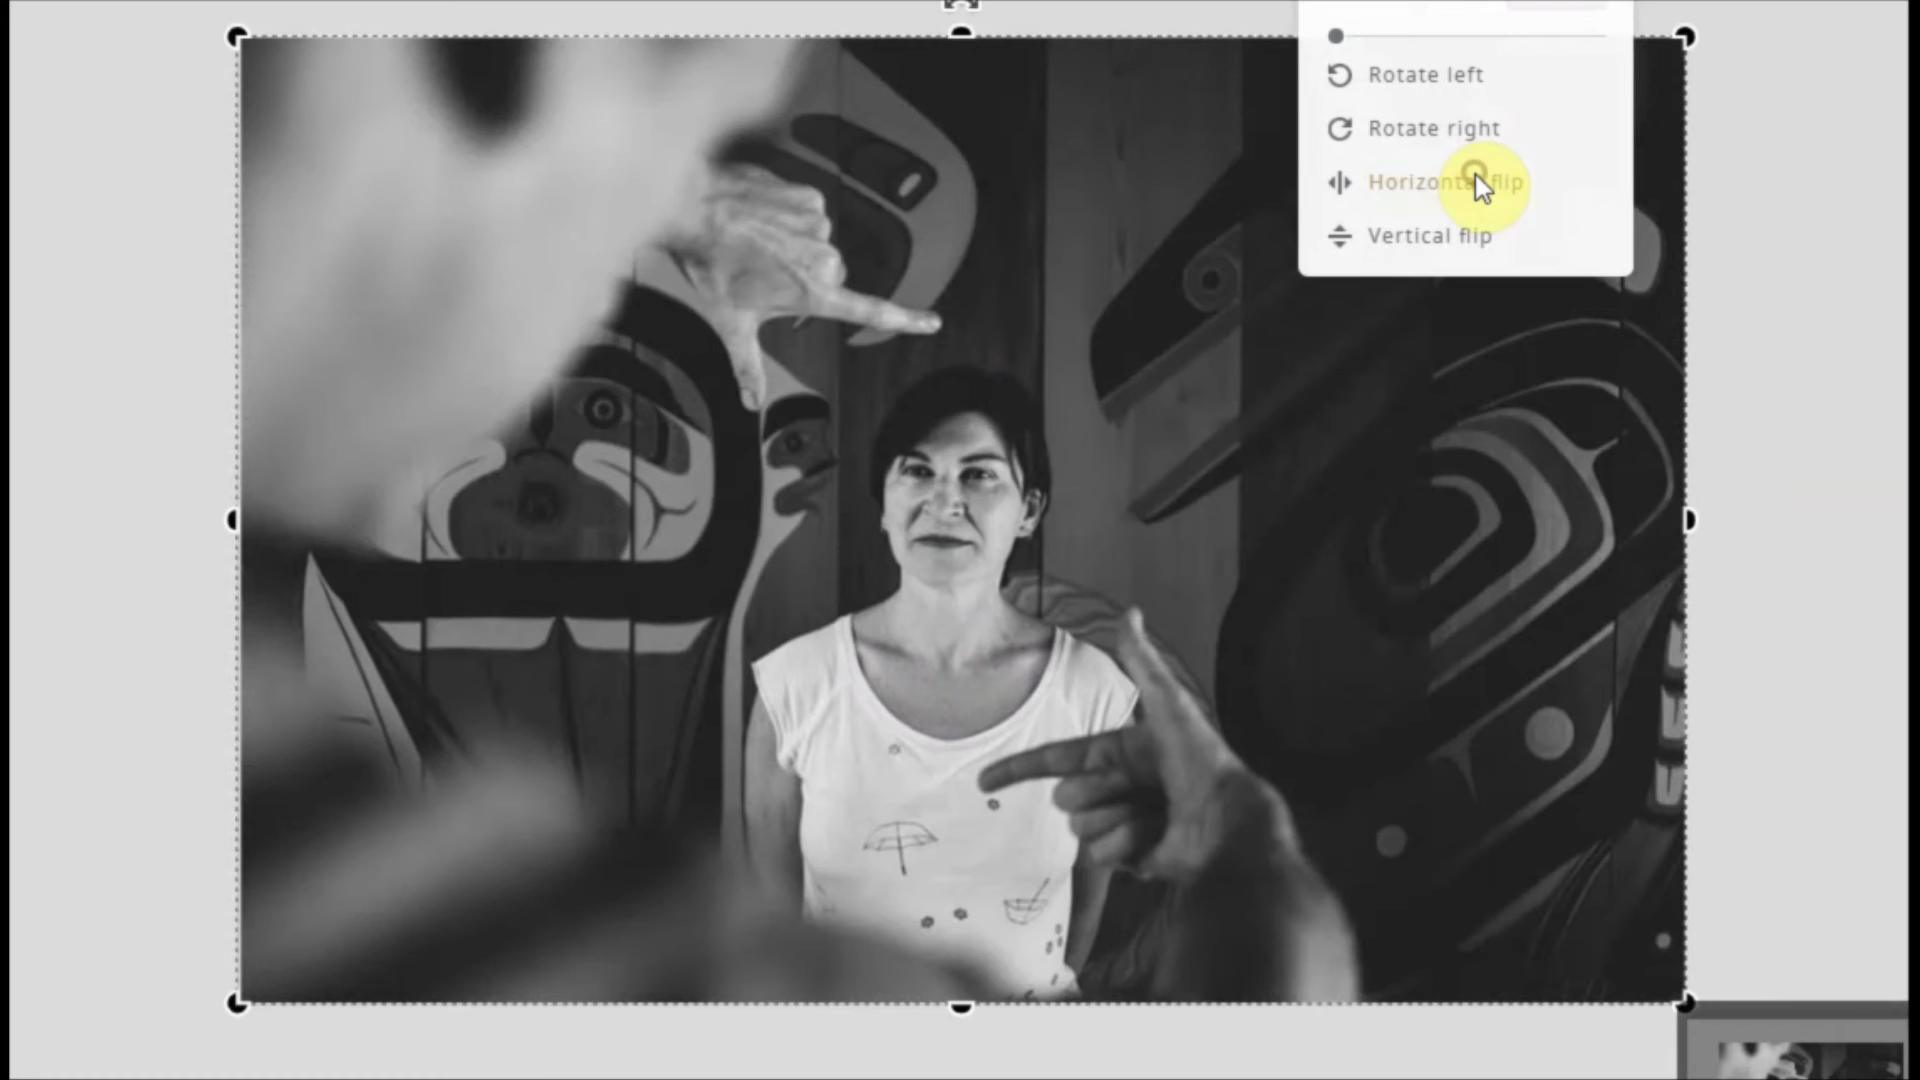 Rotate left
Rotate right
Horizontal flip
Vertical flip